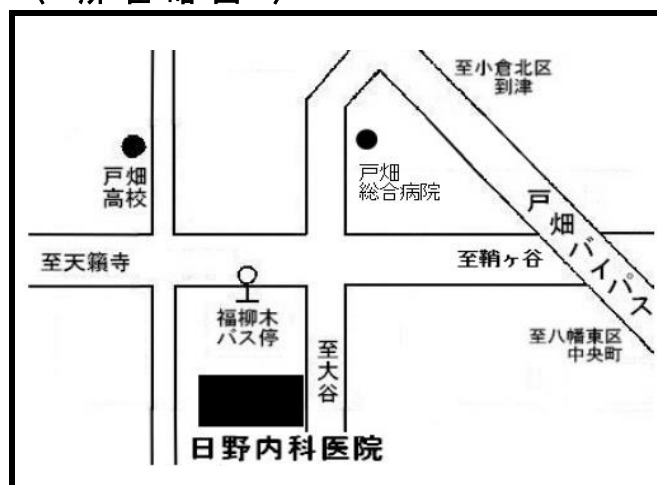 （所在略図）
至小倉北区
到津
戸畑
高校
戸畑
総合病院
戸畑バイパス
至天籟寺
至鞘ヶ谷
福柳木
バス停
至大谷
至八幡東区
中央町
日野内科医院